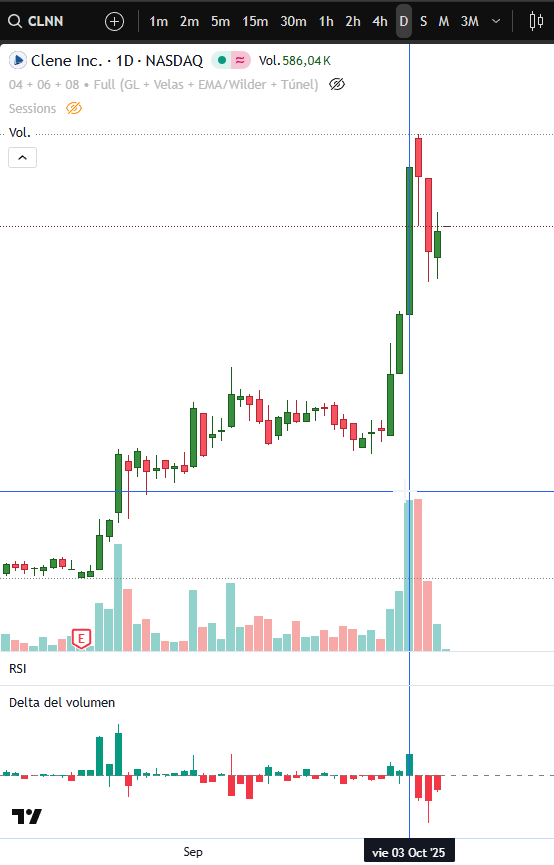 CLNN 1m 2m 5m 15m 30m 1h 2h 4h D S M 3M
Clene Inc. · 1D · NASDAQ Vol. 586,04 K
04 + 06 + 08 • Full (GL + Velas + EMA/Wilder + Túnel)
Sessions
Vol.
E
RSI
Delta del volumen
Sep vie 03 Oct '25